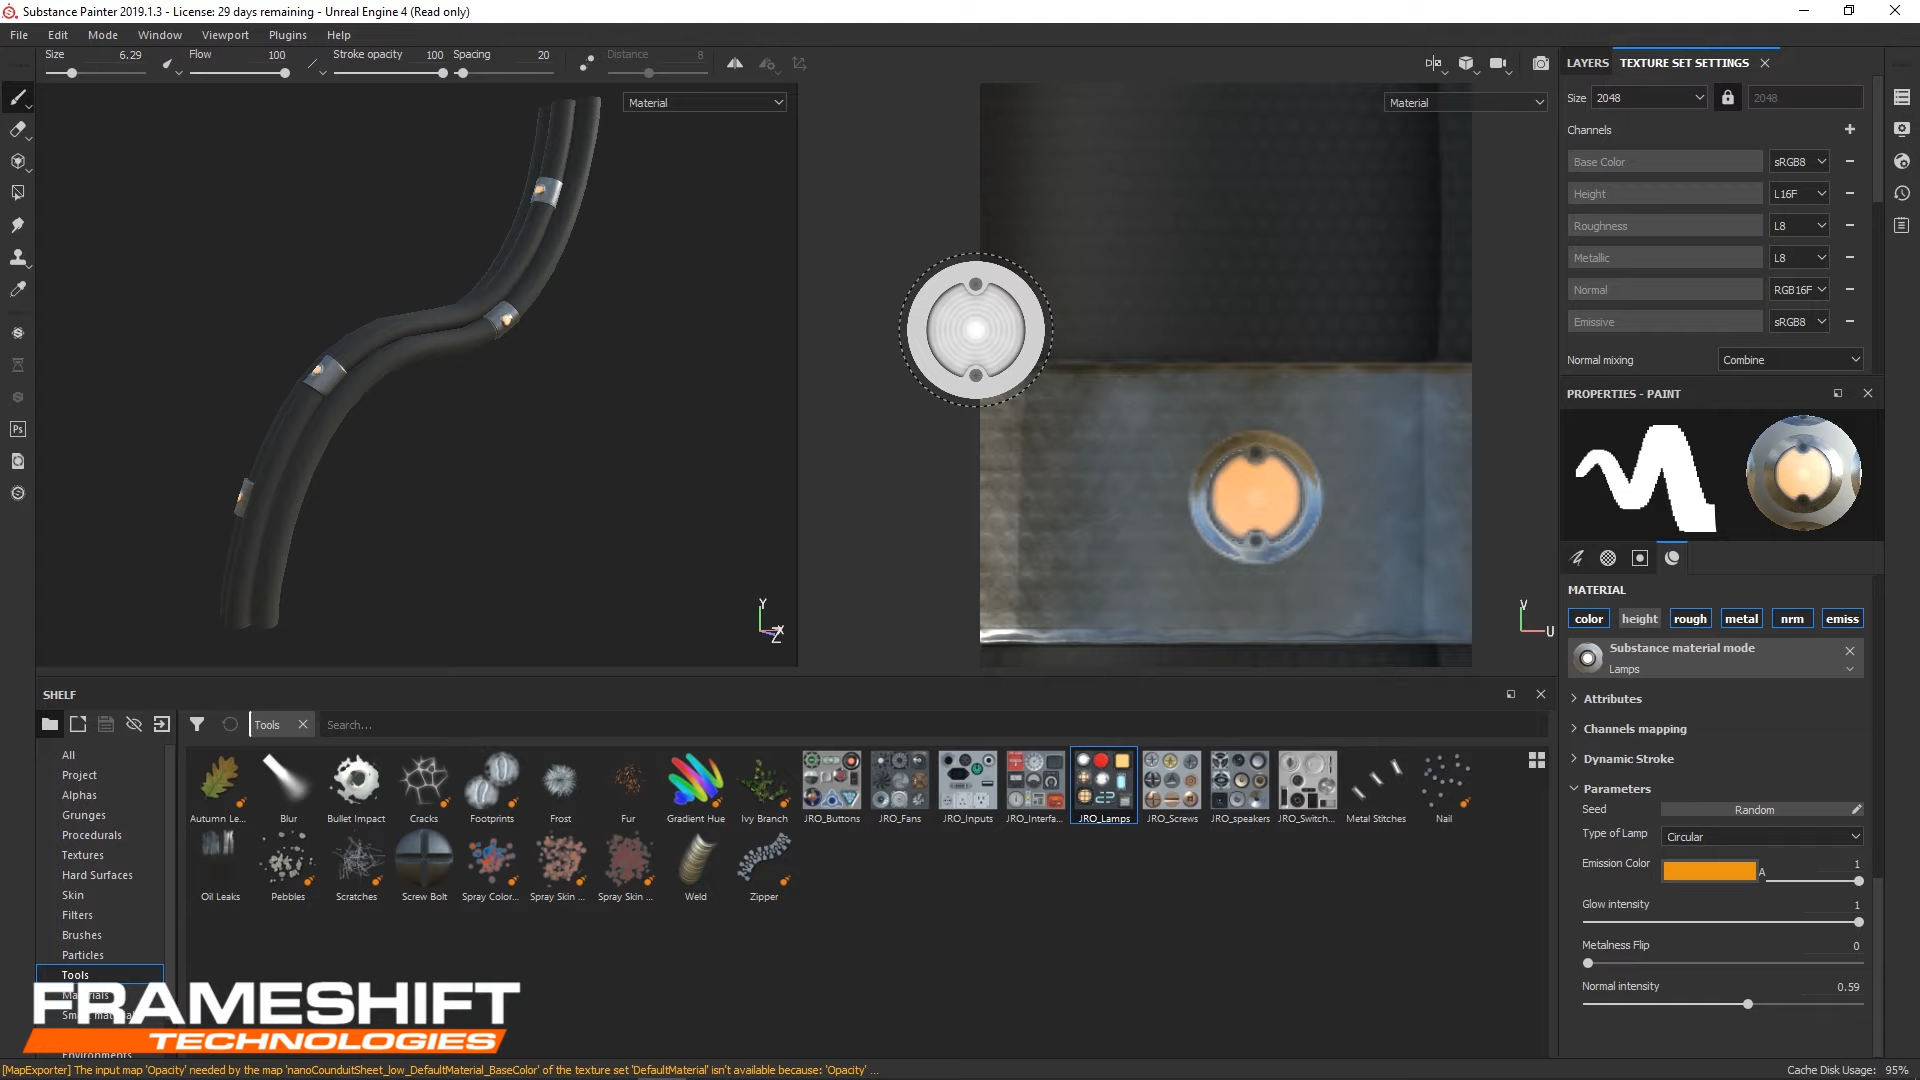 Substance Painter 2019.1.3 - License: 29 days remaining - Unreal Engine 4 (Read only)
File Edit Mode Window Viewport Plugins Help
Size 6.29 Flow 100 Stroke opacity 100 Spacing 20 Distance 8
Material
Material
Y
X
Z
V
U
LAYERS TEXTURE SET SETTINGS
Size 2048 2048
Channels
Base Color sRGB8
Height L16F
Roughness L8
Metallic L8
Normal RGB16F
Emissive sRGB8
Normal mixing Combine
PROPERTIES - PAINT
MATERIAL
color height rough metal nrm emiss
Substance material mode
Lamps
Attributes
Channels mapping
Dynamic Stroke
Parameters
Seed Random
Type of Lamp Circular
Emission Color A 1
Glow intensity 1
Metalness Flip 0
Normal intensity 0.59
Ps
SHELF
Tools Search...
All
Project
Alphas
Grunges
Procedurals
Textures
Hard Surfaces
Skin
Filters
Brushes
Particles
Tools
Materials
Environments
Autumn Le... Blur Bullet Impact Cracks Footprints Frost Fur Gradient Hue Ivy Branch JRO_Buttons JRO_Fans JRO_Inputs JRO_Interfa... JRO_Lamps JRO_Screws JRO_speakers JRO_Switch... Metal Stitches Nail
Oil Leaks Pebbles Scratches Screw Bolt Spray Color... Spray Skin ... Spray Skin ... Weld Zipper
FRAMESHIFT
TECHNOLOGIES
[MapExporter] The input map 'Opacity' needed by the map 'nanoCounduitSheet_low_DefaultMaterial_BaseColor' of the texture set 'DefaultMaterial' isn't available because: 'Opacity' ...
Cache Disk Usage: 95%